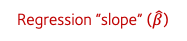 Regression “slope” (β̂)